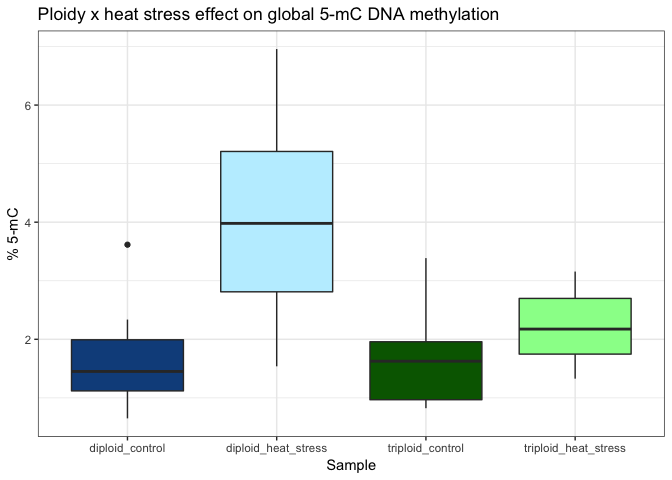 Ploidy x heat stress effect on global 5-mC DNA methylation
% 5-mC
6
4
2
diploid_control diploid_heat_stress triploid_control triploid_heat_stress
Sample